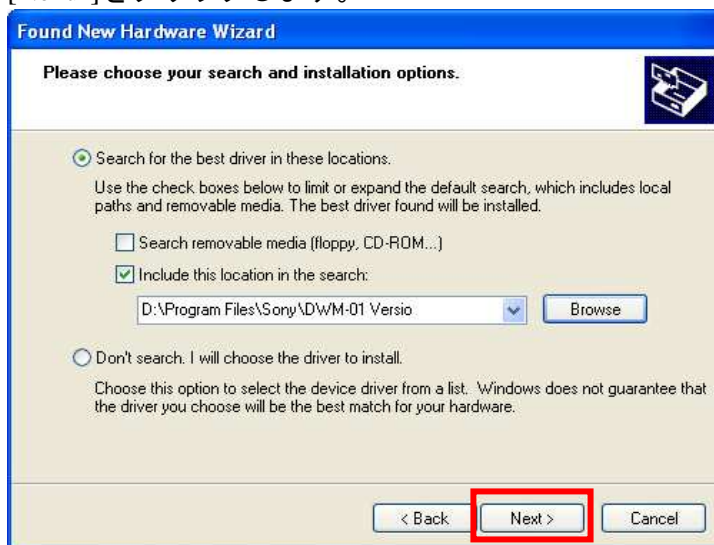 Found New Hardware Wizard
Please choose your search and installation options.
Search for the best driver in these locations.
Use the check boxes below to limit or expand the default search, which includes local
paths and removable media. The best driver found will be installed.
Search removable media (floppy, CD-ROM...)
Include this location in the search:
D:\Program Files\Sony\DWM-01 Versio
Browse
Don't search. I will choose the driver to install.
Choose this option to select the device driver from a list. Windows does not guarantee that
the driver you choose will be the best match for your hardware.
< Back
Next >
Cancel